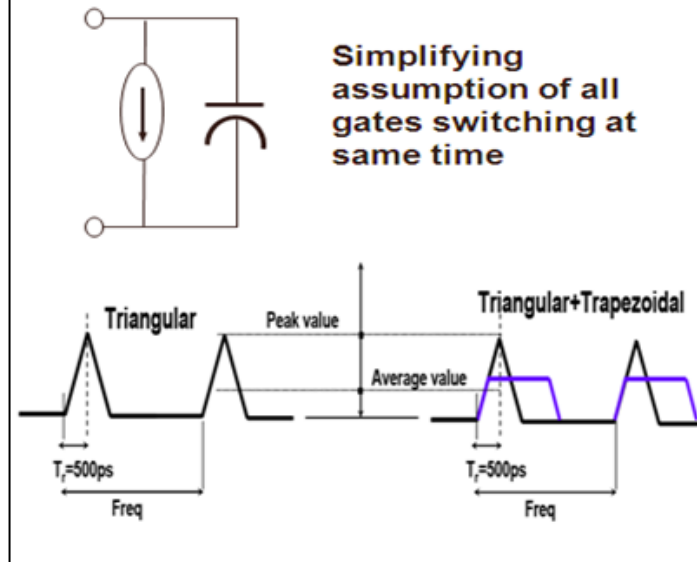 Simplifying
assumption of all
gates switching at
same time
Triangular
Peak value
Triangular+Trapezoidal
Average value
Tr=500ps
Tr=500ps
Freq
Freq